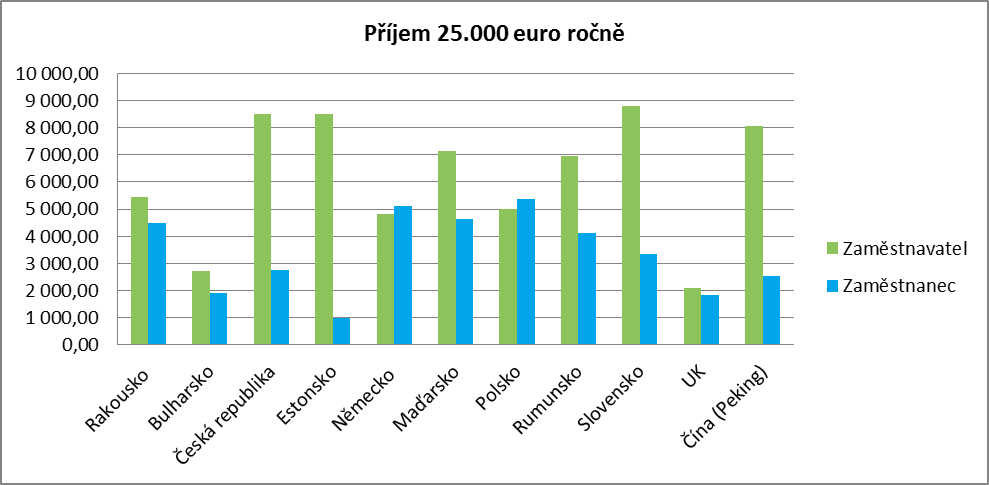 Příjem 25.000 euro ročně
10 000,00
9 000,00
8 000,00
7 000,00
6 000,00
5 000,00
4 000,00
3 000,00
2 000,00
1 000,00
0,00
Rakousko
Bulharsko
Česká republika
Estonsko
Německo
Maďarsko
Polsko
Rumunsko
Slovensko
UK
Čína (Peking)
Zaměstnavatel
Zaměstnanec